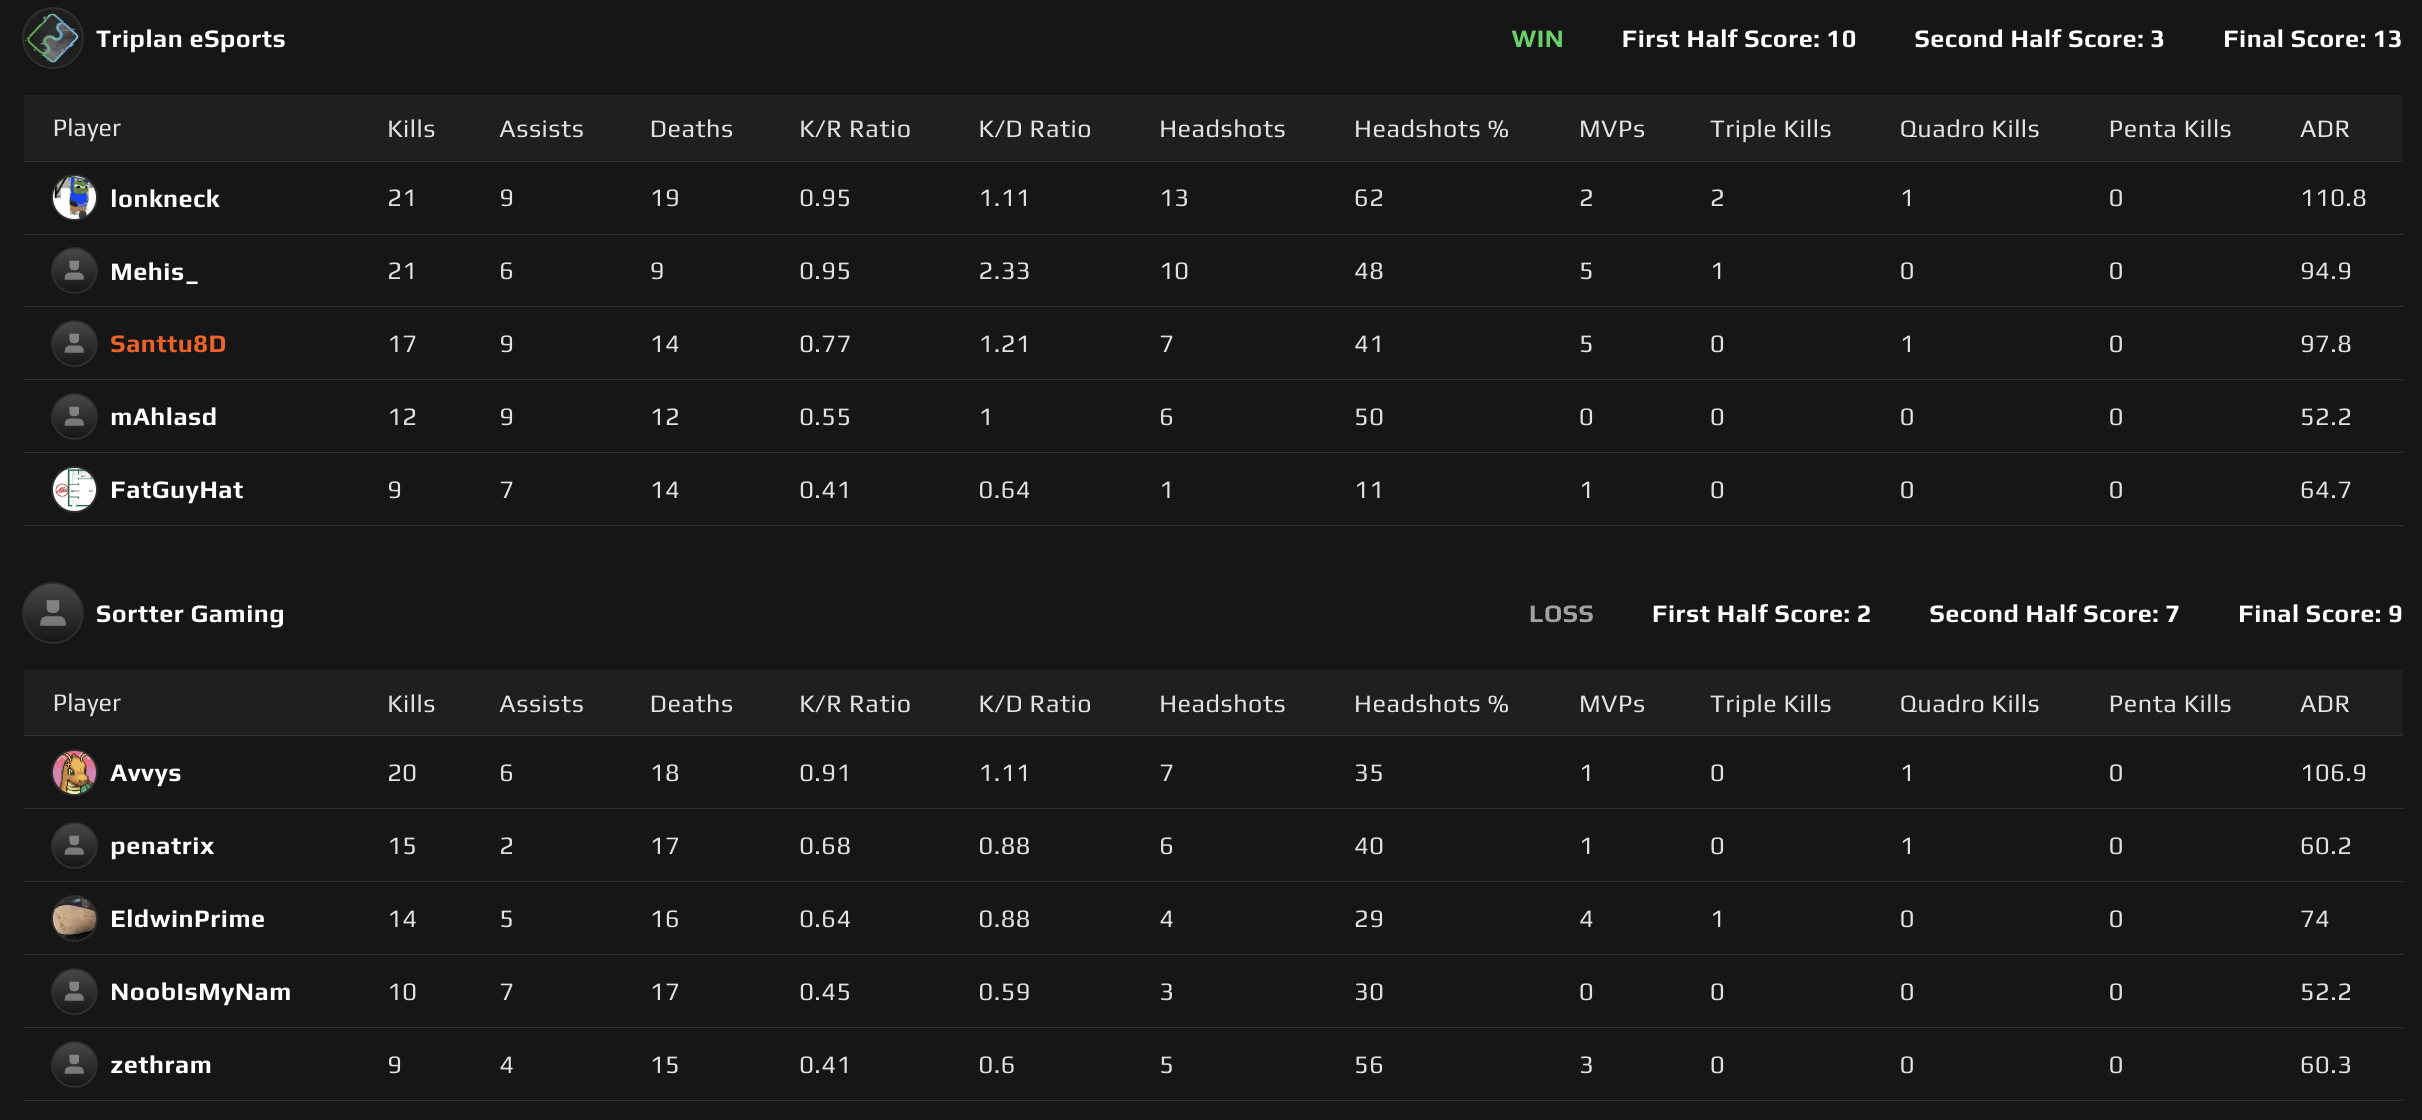 Triplan eSports WIN First Half Score: 10 Second Half Score: 3 Final Score: 13
Player Kills Assists Deaths K/R Ratio K/D Ratio Headshots Headshots % MVPs Triple Kills Quadro Kills Penta Kills ADR
lonkneck 21 9 19 0.95 1.11 13 62 2 2 1 0 110.8
Mehis_ 21 6 9 0.95 2.33 10 48 5 1 0 0 94.9
Santtu8D 17 9 14 0.77 1.21 7 41 5 0 1 0 97.8
mAhlasd 12 9 12 0.55 1 6 50 0 0 0 0 52.2
FatGuyHat 9 7 14 0.41 0.64 1 11 1 0 0 0 64.7
Sortter Gaming LOSS First Half Score: 2 Second Half Score: 7 Final Score: 9
Player Kills Assists Deaths K/R Ratio K/D Ratio Headshots Headshots % MVPs Triple Kills Quadro Kills Penta Kills ADR
Avvys 20 6 18 0.91 1.11 7 35 1 0 1 0 106.9
penatrix 15 2 17 0.68 0.88 6 40 1 0 1 0 60.2
EldwinPrime 14 5 16 0.64 0.88 4 29 4 1 0 0 74
NoobIsMyNam 10 7 17 0.45 0.59 3 30 0 0 0 0 52.2
zethram 9 4 15 0.41 0.6 5 56 3 0 0 0 60.3